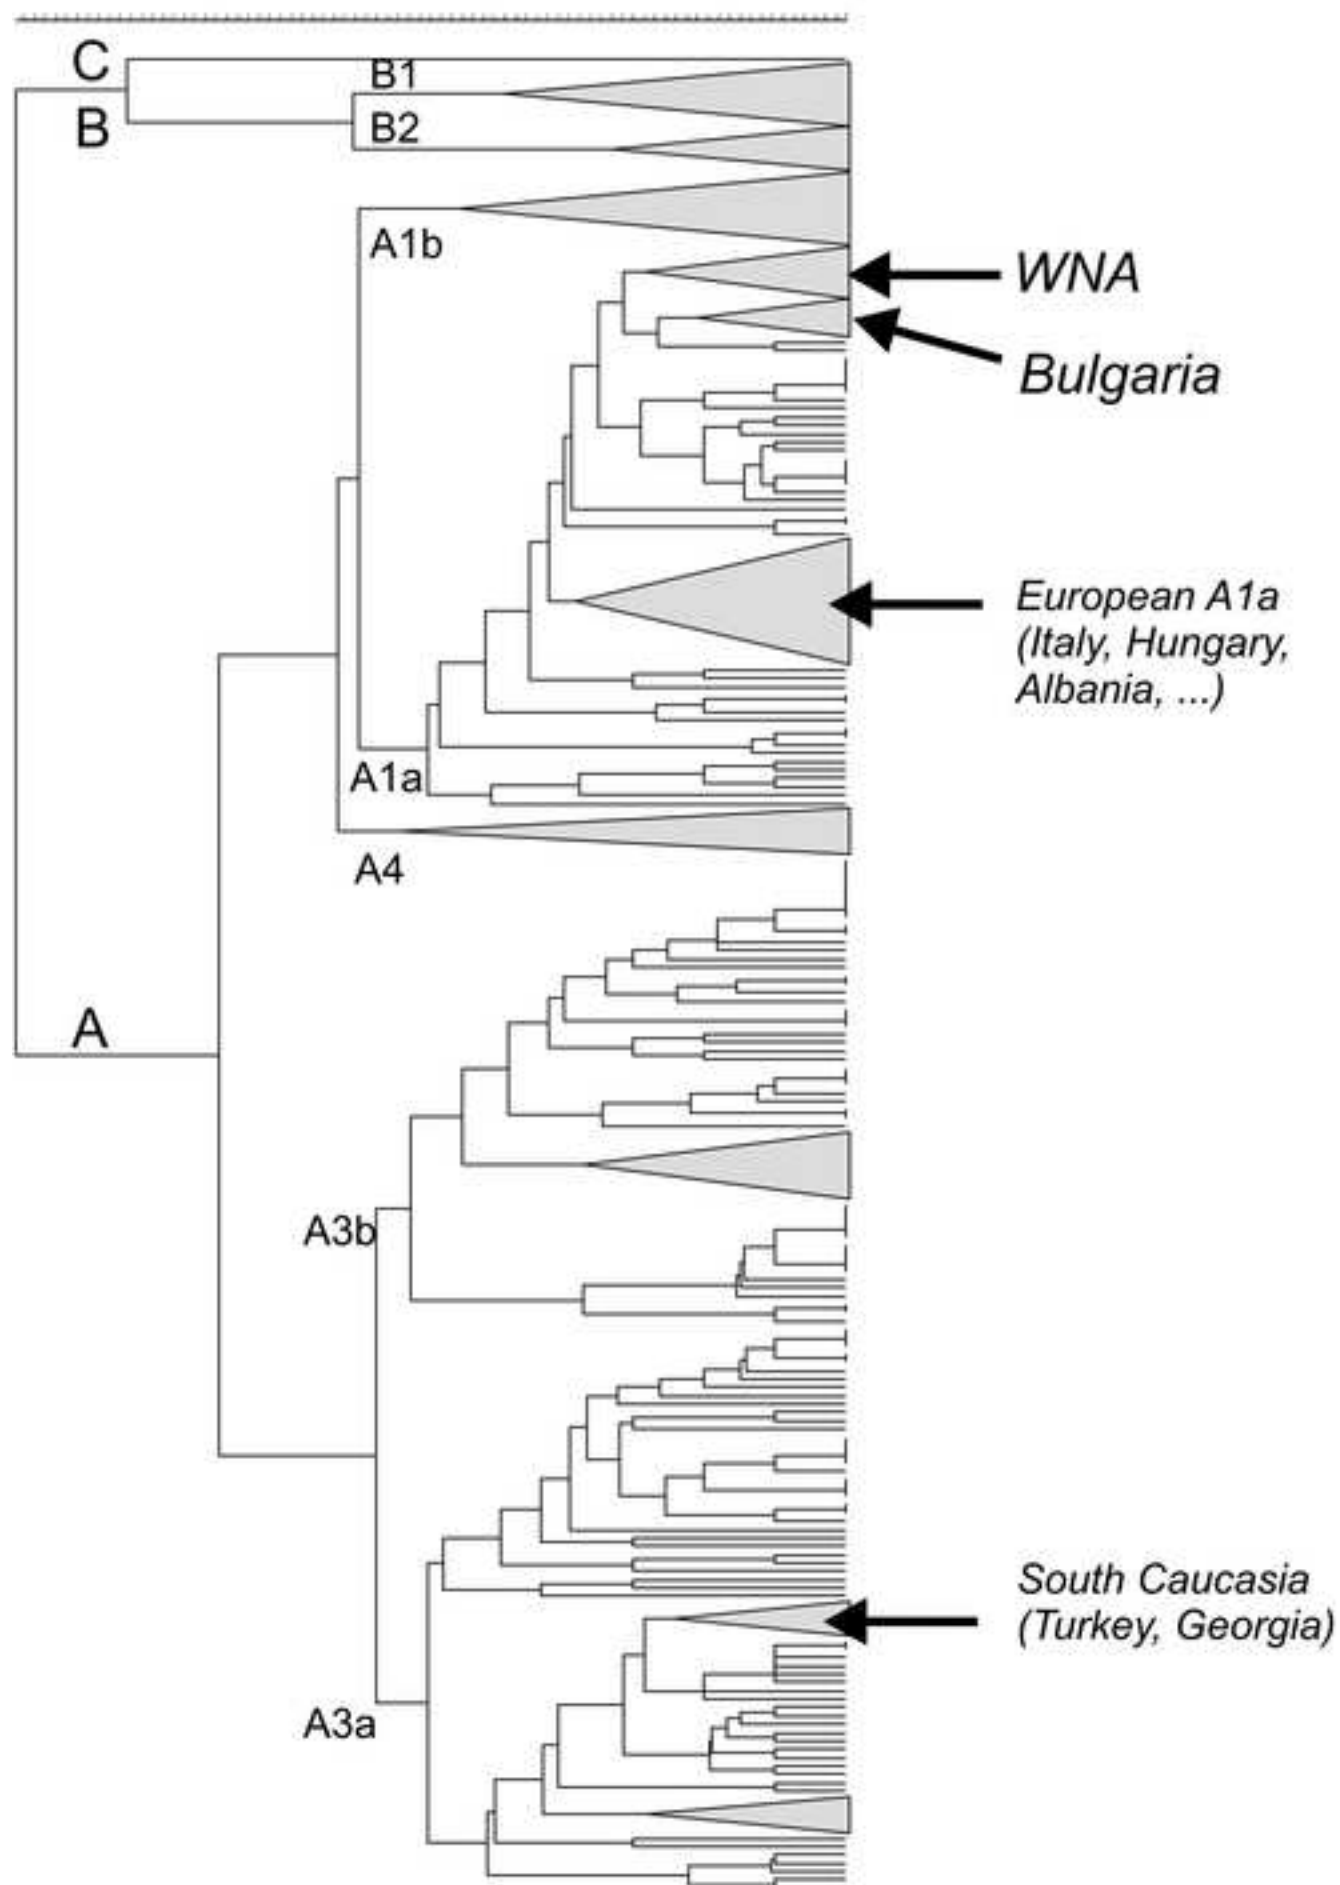 C
B1
B
B2
A1b
WNA
Bulgaria
European A1a
(Italy, Hungary,
Albania, ...)
A1a
A4
A
A3b
South Caucasia
(Turkey, Georgia)
A3a